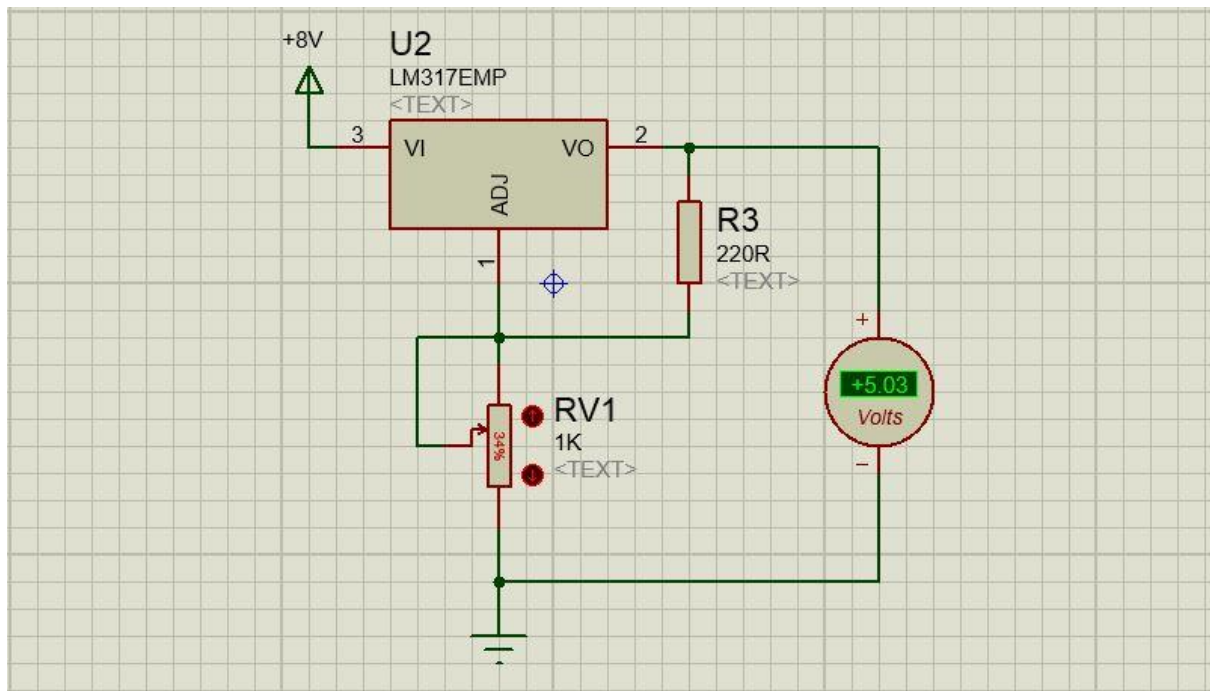 +8V
U2
LM317EMP
<TEXT>
3
VI
VO
2
ADJ
1
R3
220R
<TEXT>
+
+5.03
Volts
−
RV1
34%
1K
<TEXT>